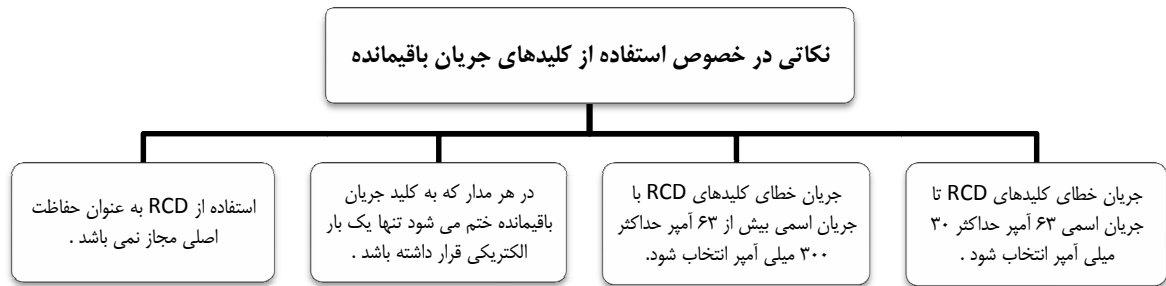 نکاتی در خصوص استفاده از کلیدهای جریان باقیمانده
جریان خطای کلیدهای RCD تا
جریان اسمی ۶۳ آمپر حداکثر ۳۰
میلی آمپر انتخاب شود .
جریان خطای کلیدهای RCD با
جریان اسمی بیش از ۶۳ آمپر حداکثر
۳۰۰ میلی آمپر انتخاب شود.
در هر مدار که به کلید جریان
باقیمانده ختم می شود تنها یک بار
الکتریکی قرار داشته باشد .
استفاده از RCD به عنوان حفاظت
اصلی مجاز نمی باشد .